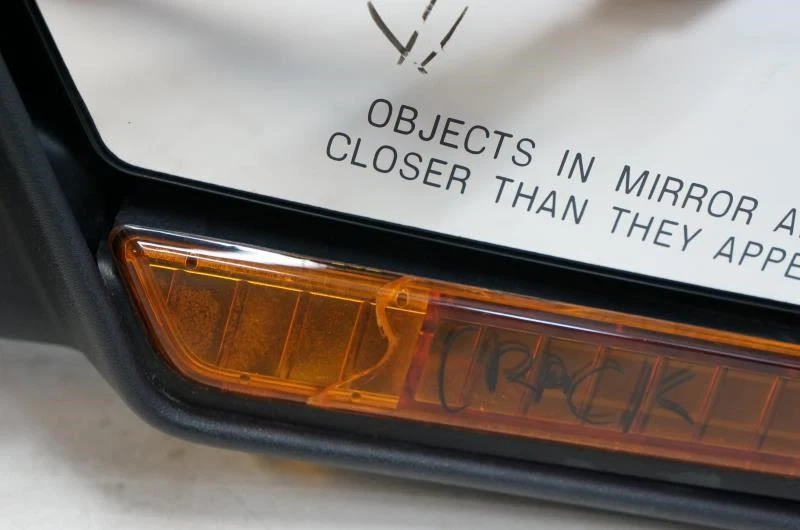 OBJECTS IN MIRROR A
CLOSER THAN THEY APPE
CRACK